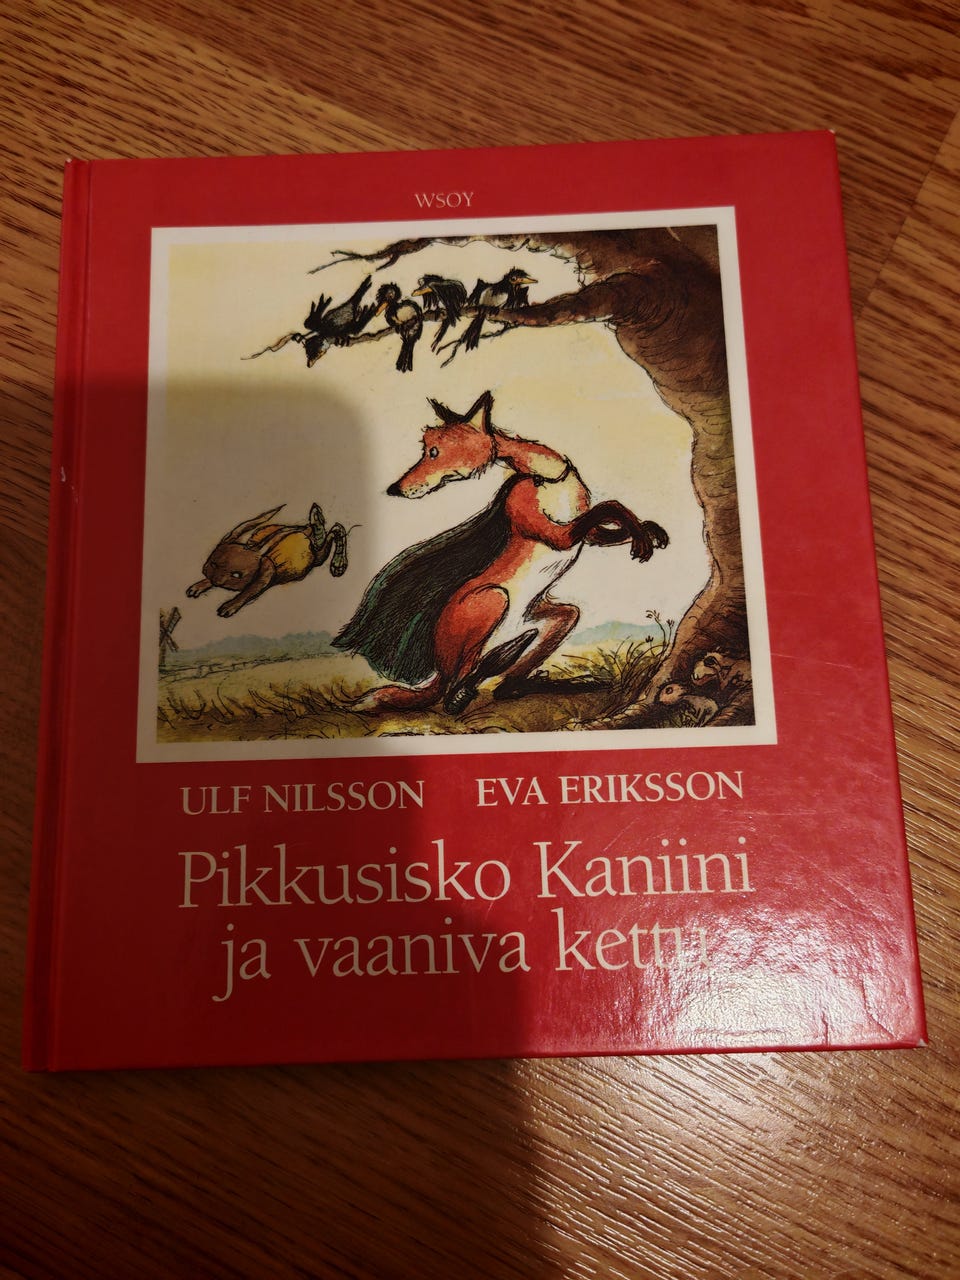 WSOY
ULF NILSSON EVA ERIKSSON
Pikkusisko Kaniini
ja vaaniva kettu